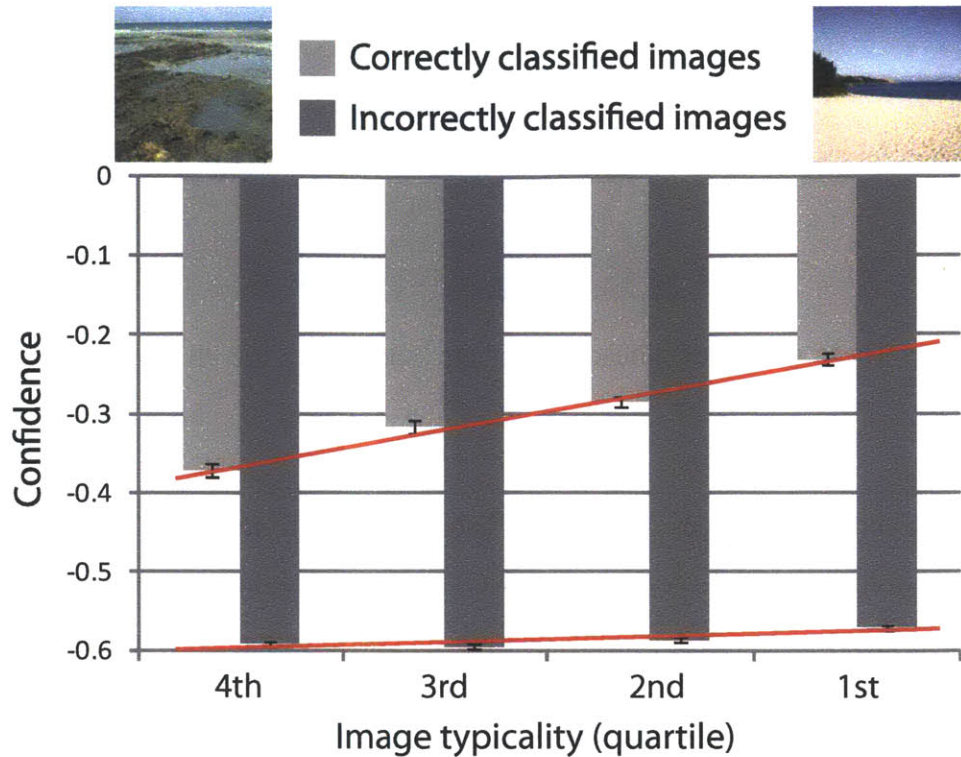 Correctly classified images
Incorrectly classified images
0
-0.1
-0.2
-0.3
-0.4
-0.5
-0.6
Confidence
4th 3rd 2nd 1st
Image typicality (quartile)